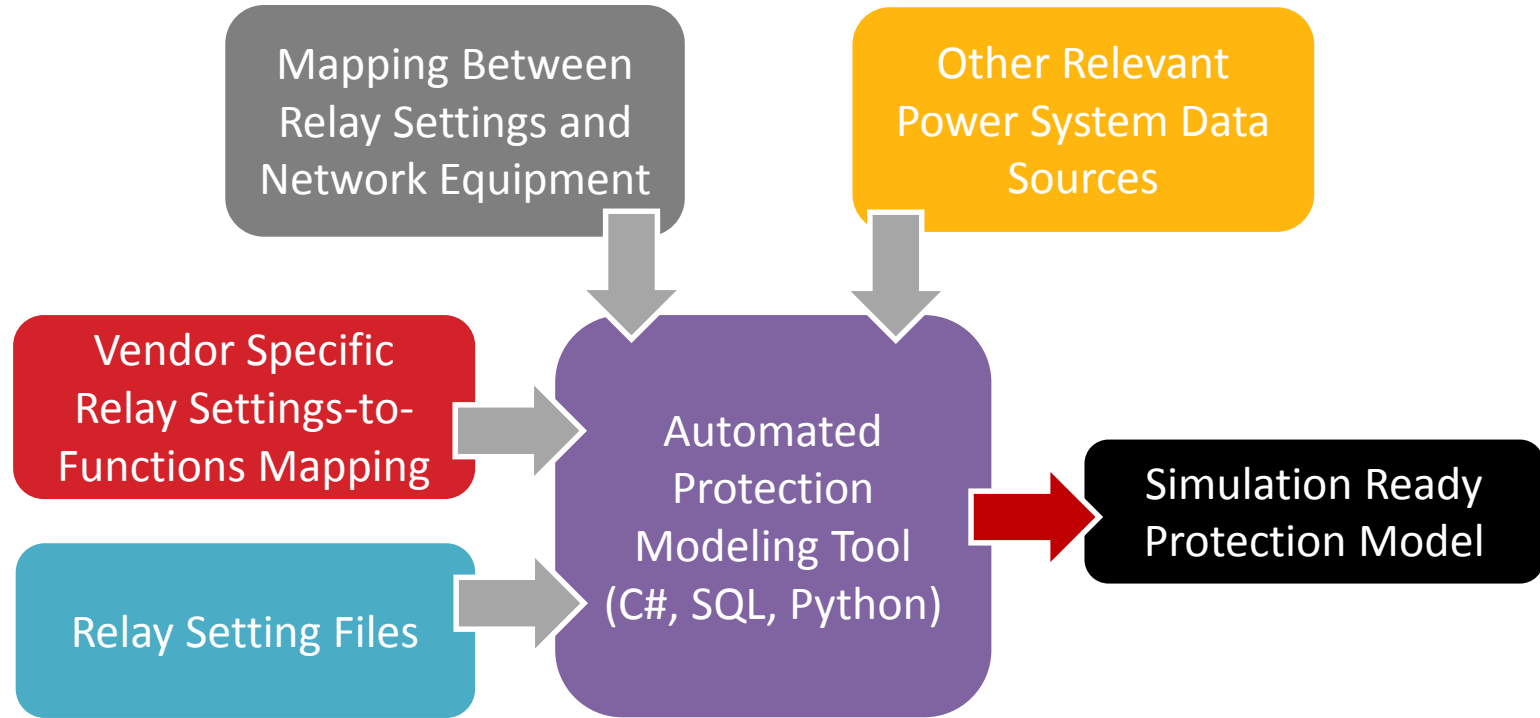 Mapping Between
Relay Settings and
Network Equipment
Other Relevant
Power System Data
Sources
Vendor Specific
Relay Settings-to-
Functions Mapping
Relay Setting Files
Automated
Protection
Modeling Tool
(C#, SQL, Python)
Simulation Ready
Protection Model